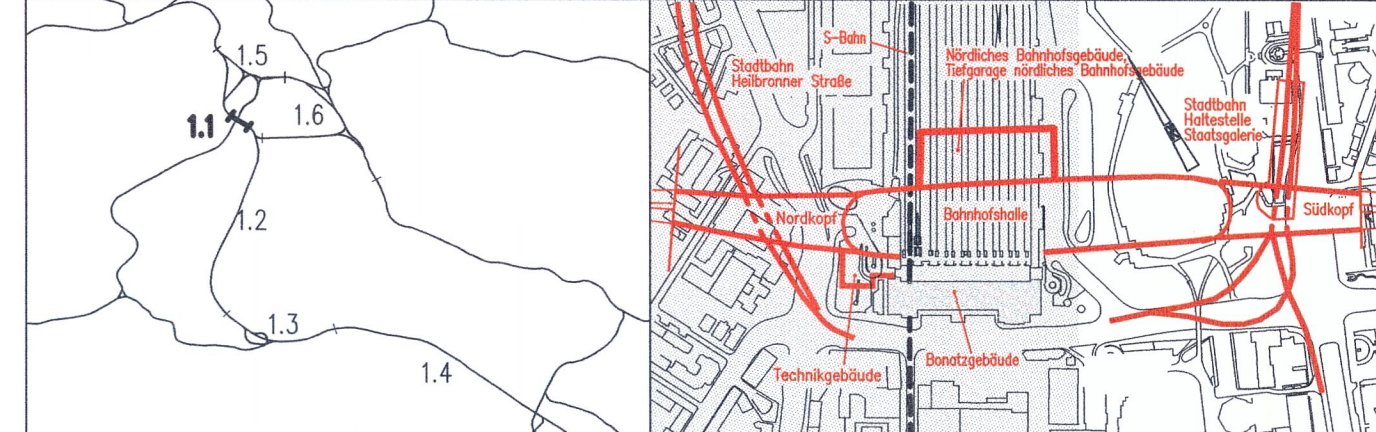 1.5
1.6
1.1
1.2
1.3
1.4
S-Bahn
Stadtbahn
Heilbronner Straße
Nördliches Bahnhofsgebäude,
Tiefgarage nördliches Bahnhofsgebäude
Stadtbahn
Haltestelle
Staatsgalerie
Nordkopf
Bahnhofshalle
Südkopf
Technikgebäude
Bonatzgebäude